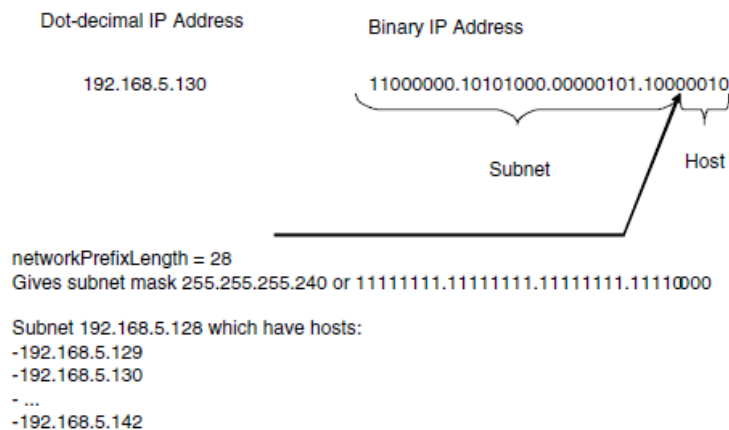 Dot-decimal IP Address
Binary IP Address
192.168.5.130
11000000.10101000.00000101.10000010
Subnet
Host
networkPrefixLength = 28
Gives subnet mask 255.255.255.240 or 11111111.11111111.11111111.11110000
Subnet 192.168.5.128 which have hosts:
-192.168.5.129
-192.168.5.130
- ...
-192.168.5.142